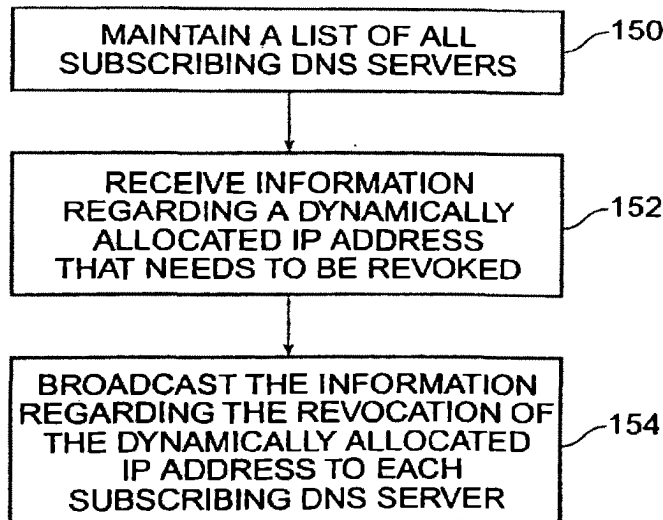 MAINTAIN A LIST OF ALL
SUBSCRIBING DNS SERVERS
150
RECEIVE INFORMATION
REGARDING A DYNAMICALLY
ALLOCATED IP ADDRESS
THAT NEEDS TO BE REVOKED
152
BROADCAST THE INFORMATION
REGARDING THE REVOCATION OF
THE DYNAMICALLY ALLOCATED
IP ADDRESS TO EACH
SUBSCRIBING DNS SERVER
154